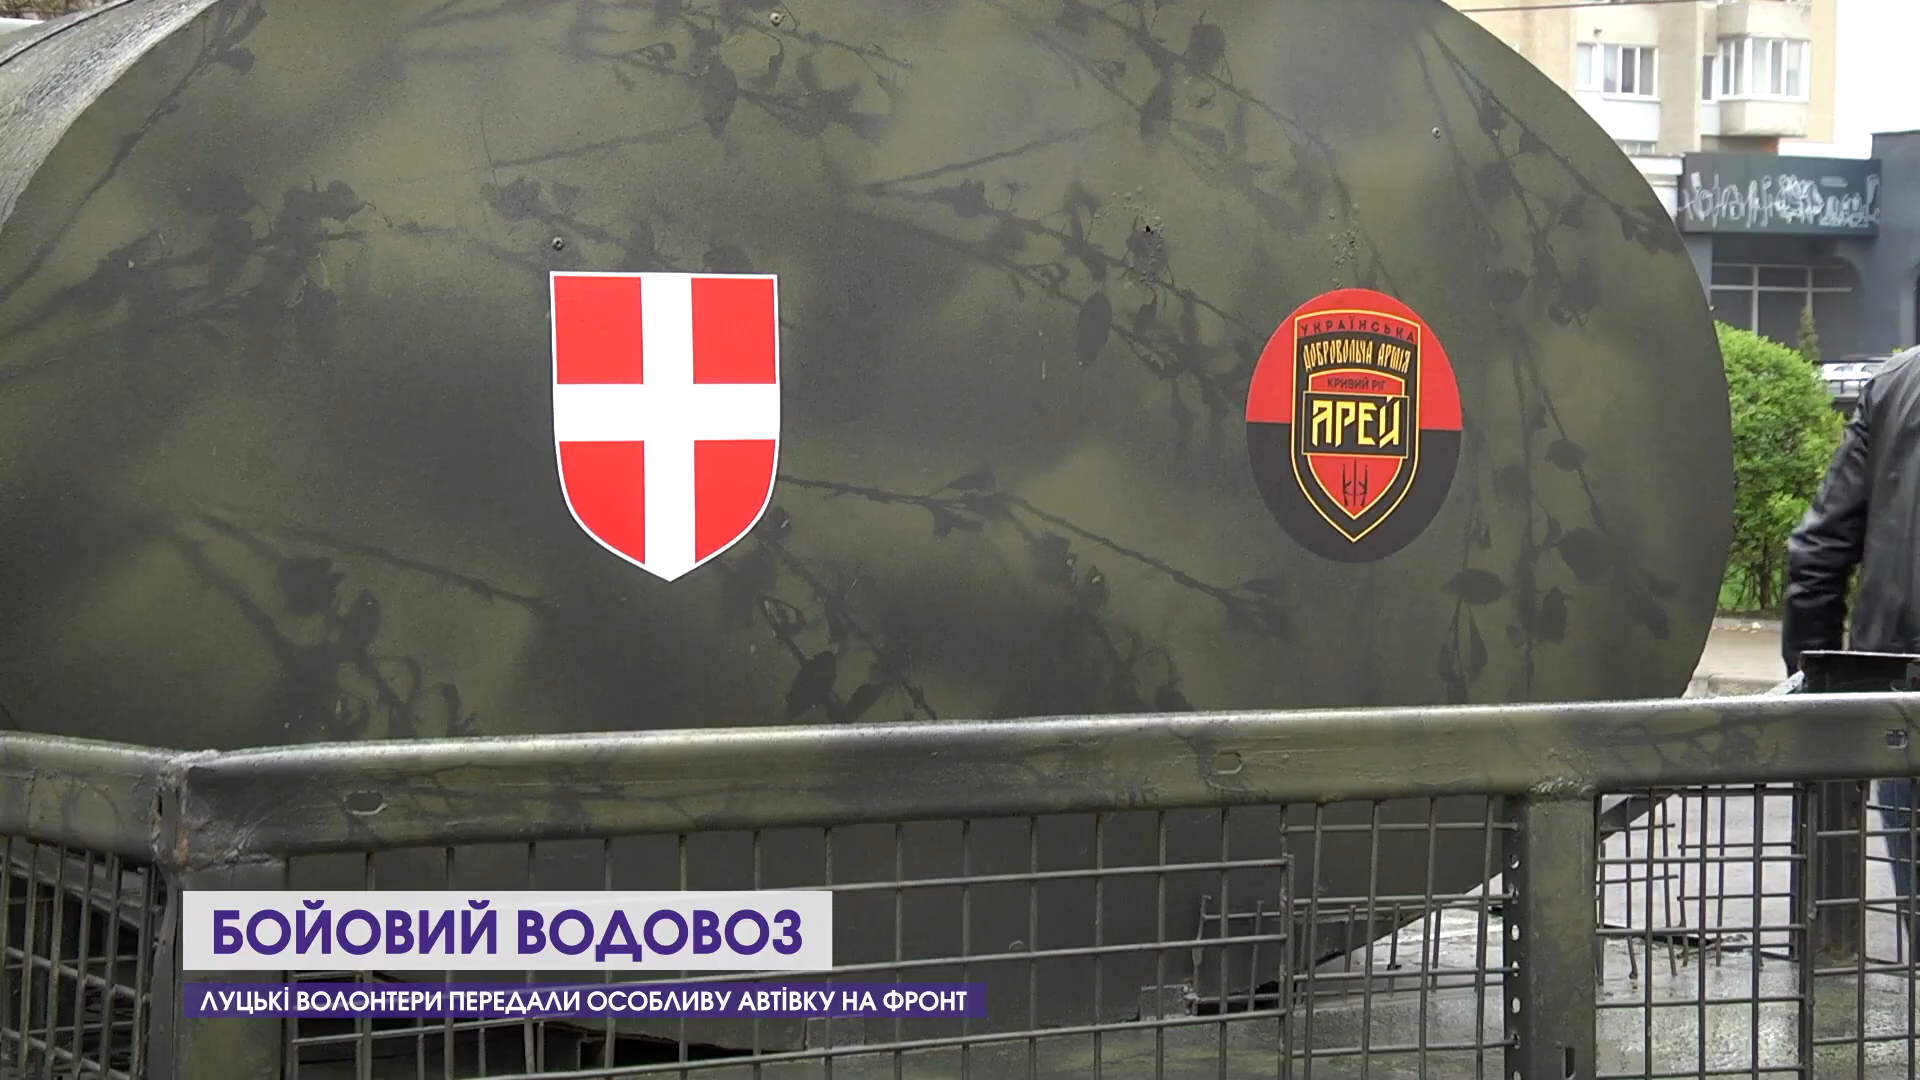 УКРАЇНСЬКА
ДОБРОВОЛЬЧА АРМІЯ
КРИВИЙ РІГ
АРЕЙ
БОЙОВИЙ ВОДОВОЗ
ЛУЦЬКІ ВОЛОНТЕРИ ПЕРЕДАЛИ ОСОБЛИВУ АВТІВКУ НА ФРОНТ